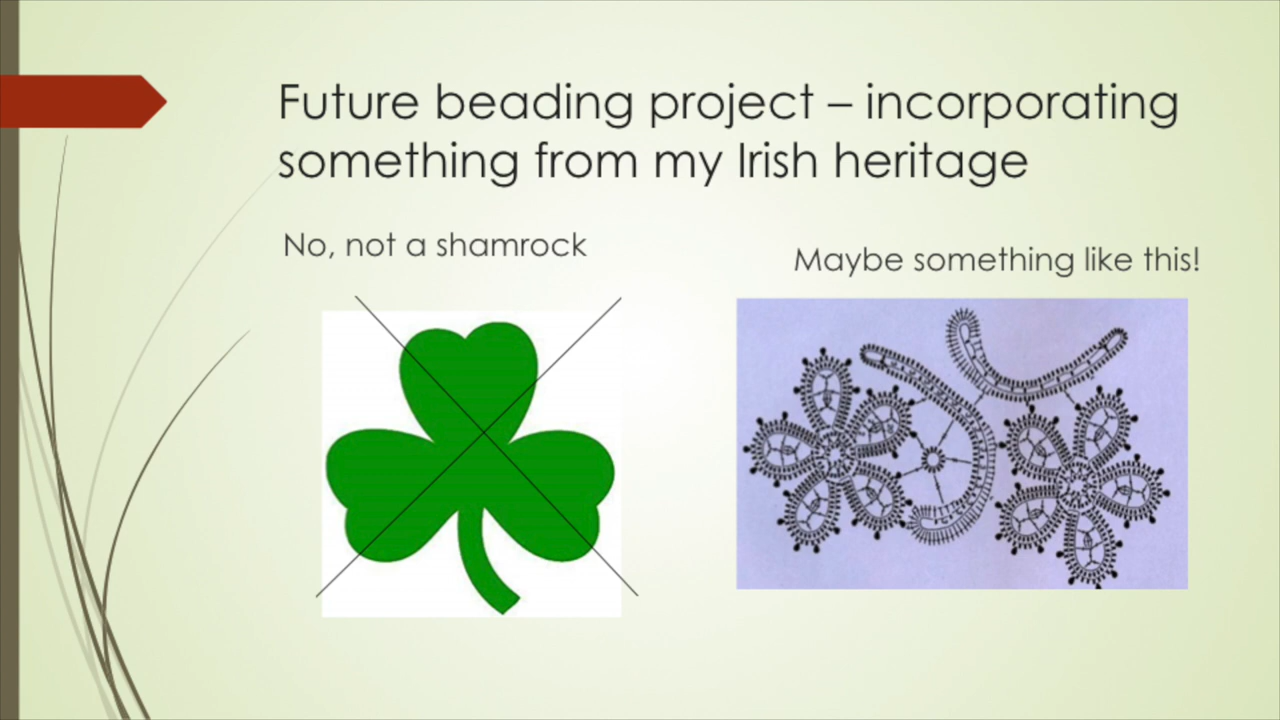 Future beading project – incorporating
something from my Irish heritage
No, not a shamrock
Maybe something like this!